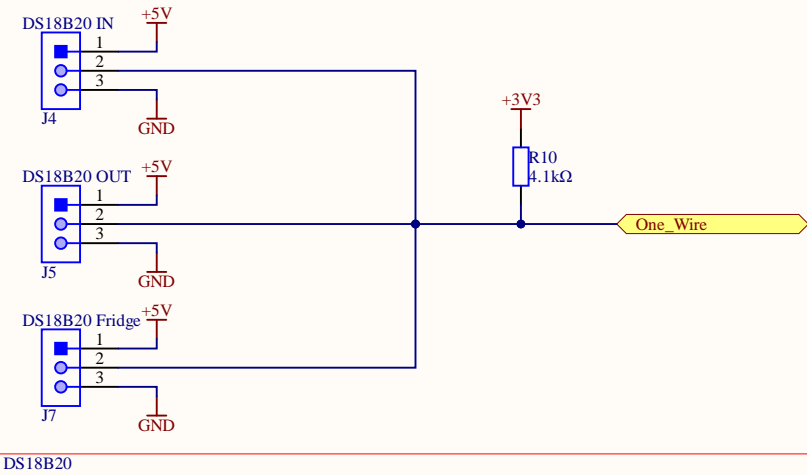 DS18B20 IN
+5V
1
2
3
J4
GND
+3V3
R10
4.1kΩ
DS18B20 OUT
+5V
1
2
3
J5
GND
One_Wire
DS18B20 Fridge
+5V
1
2
3
J7
GND
DS18B20